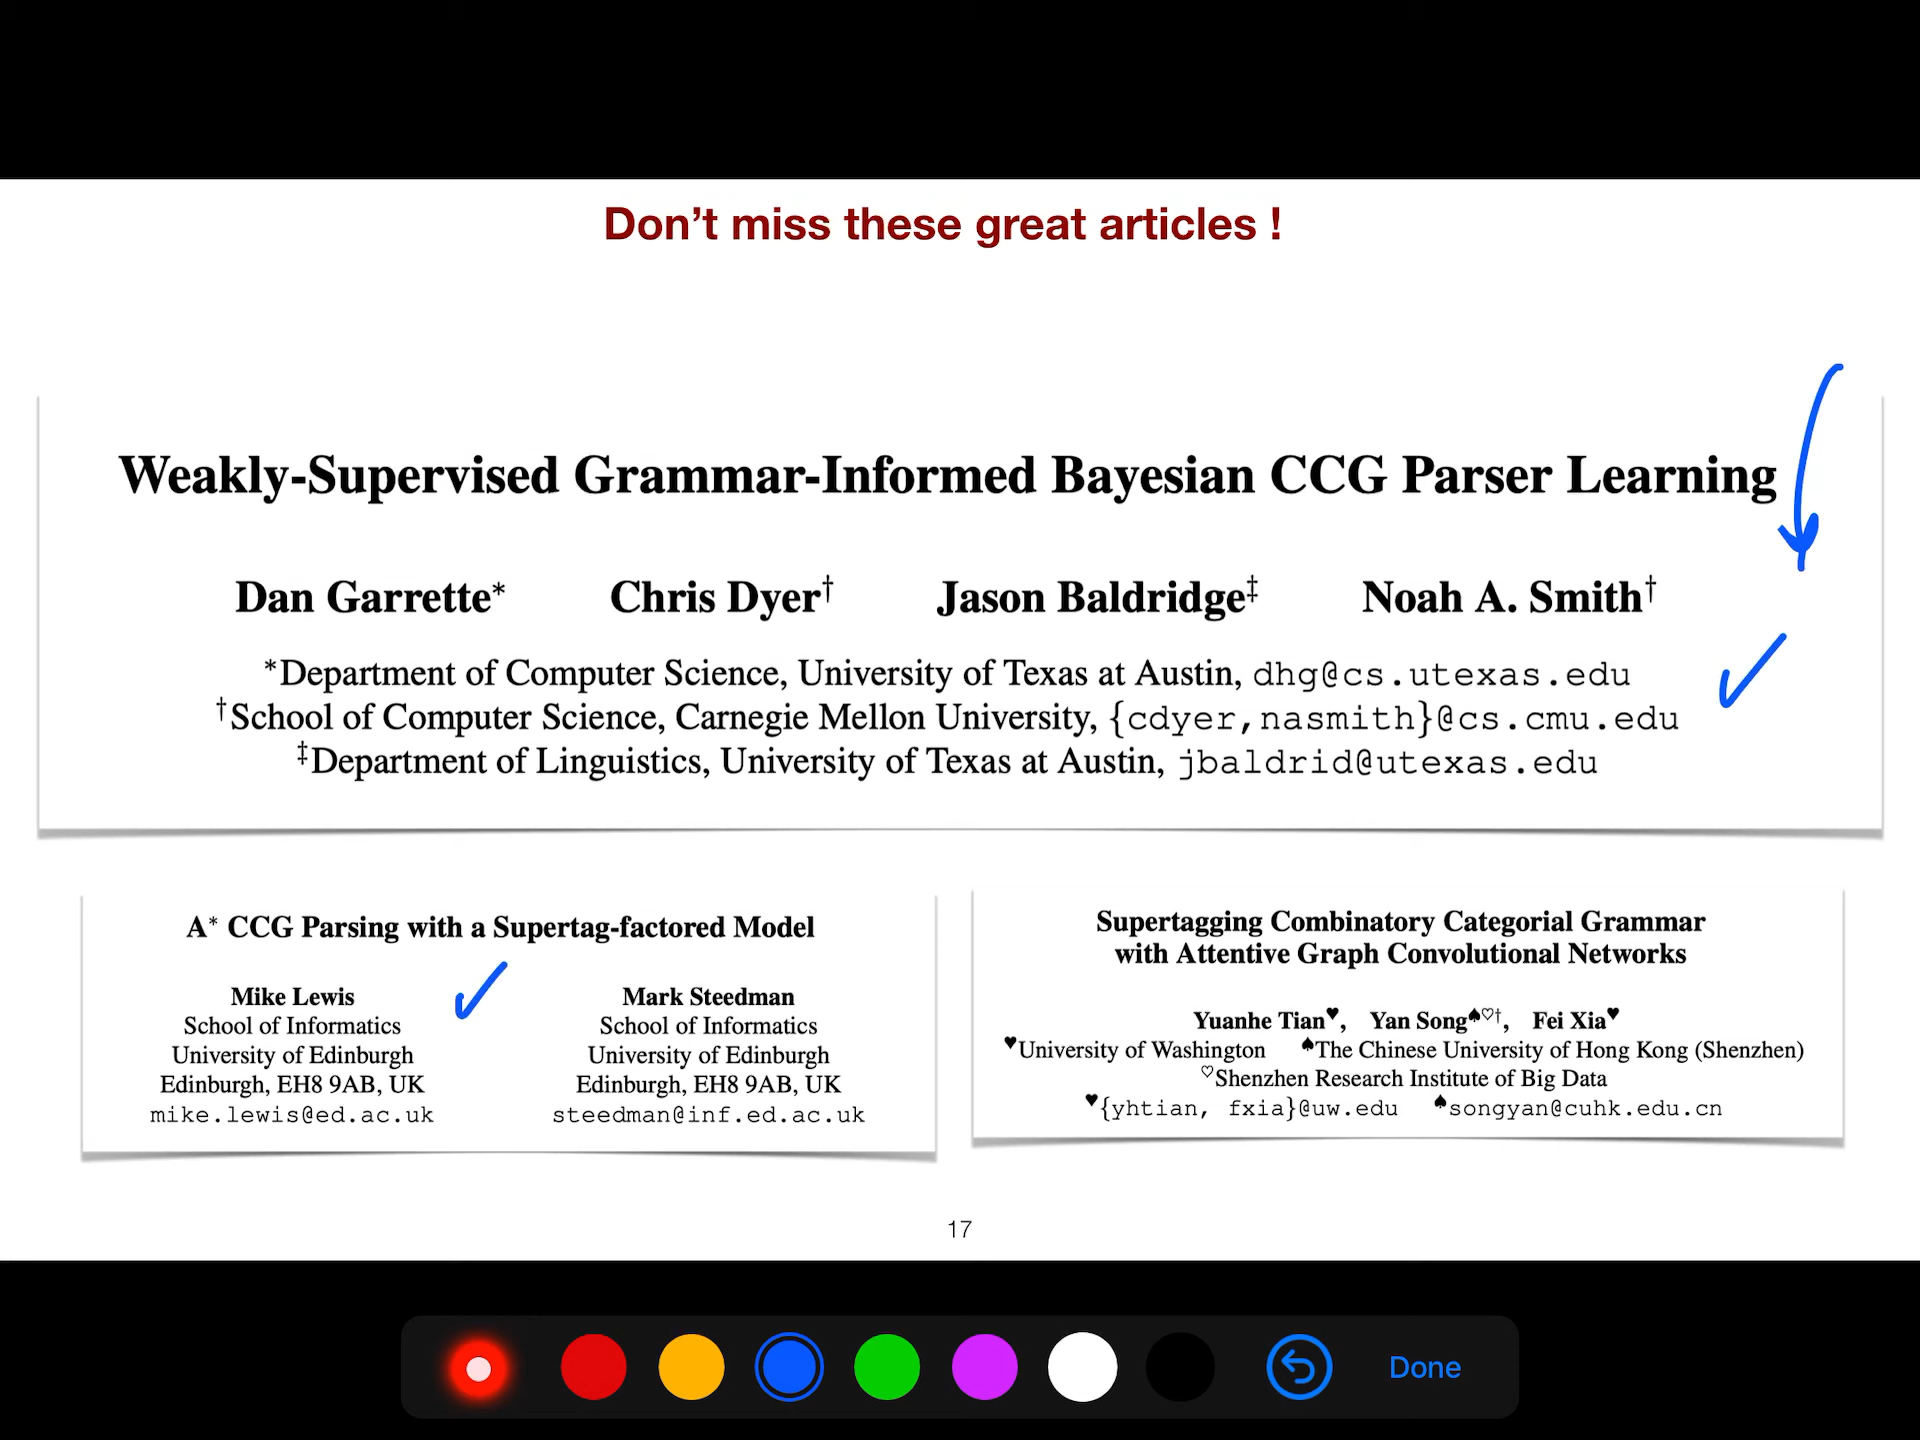 Don’t miss these great articles !
Weakly-Supervised Grammar-Informed Bayesian CCG Parser Learning
Dan Garrette* Chris Dyer† Jason Baldridge‡ Noah A. Smith†
*Department of Computer Science, University of Texas at Austin, dhg@cs.utexas.edu
†School of Computer Science, Carnegie Mellon University, {cdyer,nasmith}@cs.cmu.edu
‡Department of Linguistics, University of Texas at Austin, jbaldrid@utexas.edu
A* CCG Parsing with a Supertag-factored Model
Mike Lewis
School of Informatics
University of Edinburgh
Edinburgh, EH8 9AB, UK
mike.lewis@ed.ac.uk
Mark Steedman
School of Informatics
University of Edinburgh
Edinburgh, EH8 9AB, UK
steedman@inf.ed.ac.uk
Supertagging Combinatory Categorial Grammar
with Attentive Graph Convolutional Networks
Yuanhe Tian♥, Yan Song♠♡†, Fei Xia♥
♥University of Washington ♠The Chinese University of Hong Kong (Shenzhen)
♡Shenzhen Research Institute of Big Data
♥{yhtian, fxia}@uw.edu ♠songyan@cuhk.edu.cn
17
Done